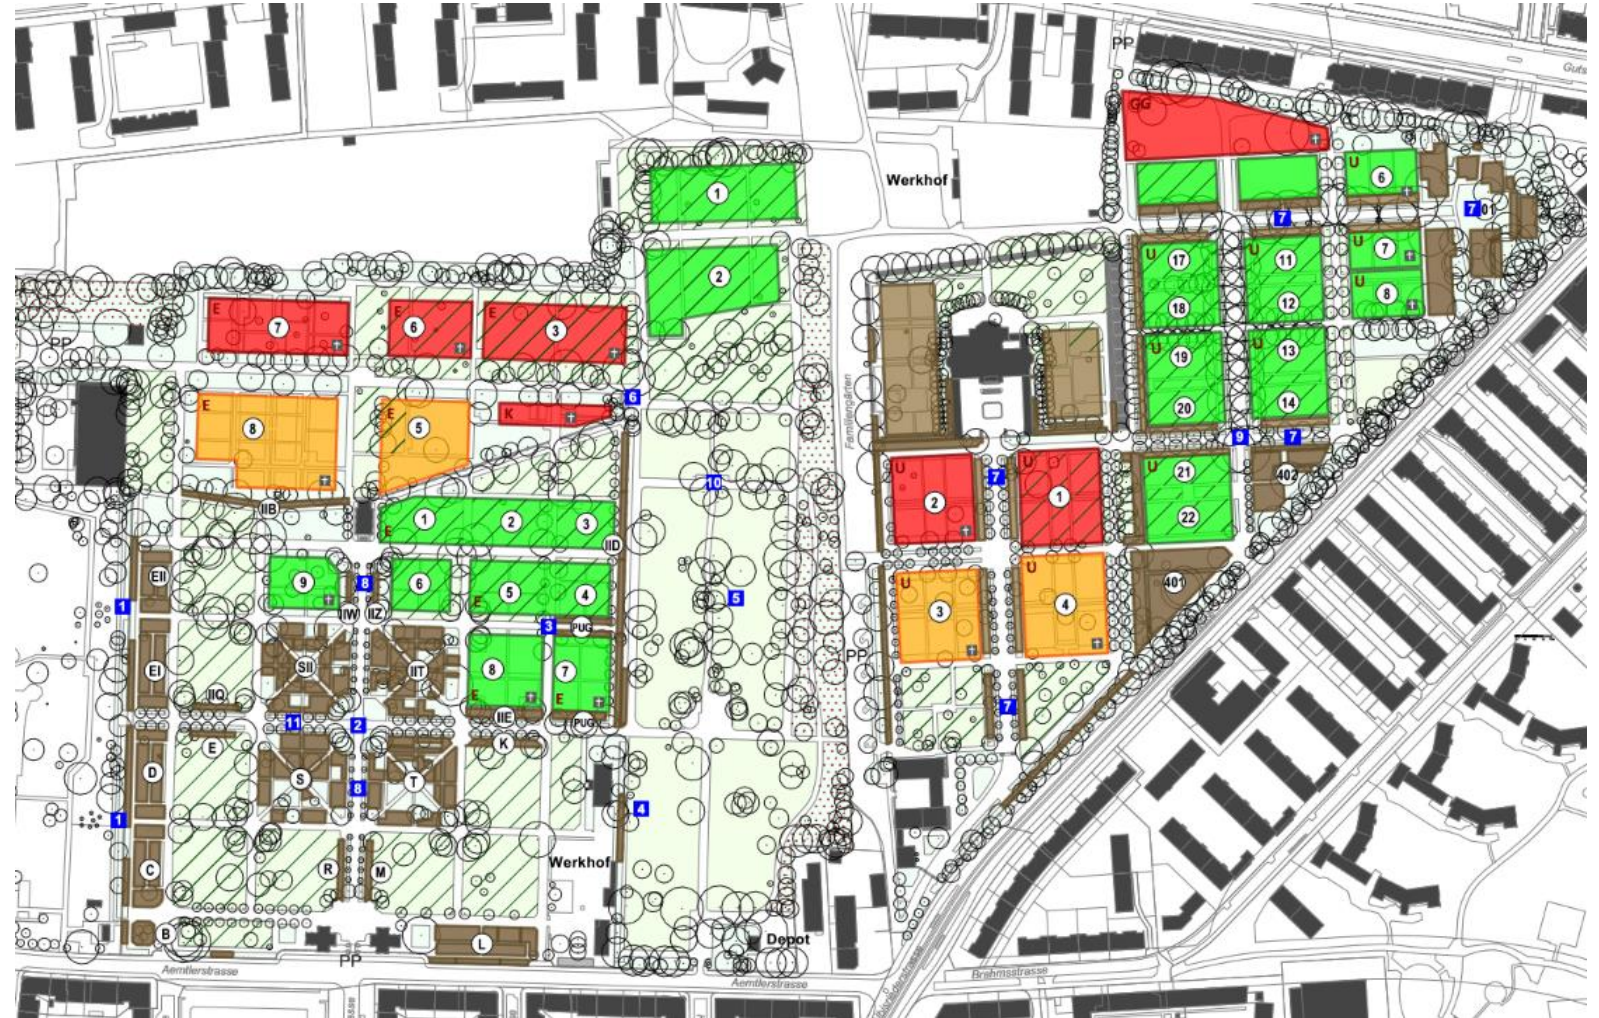 PP
Guts
GG
Werkhof
1
U
6
7
7
01
2
U
17
U
11
U
7
18
12
8
E
7
E
6
E
3
PP
U
19
U
13
Familiengärten
20
14
6
K
E
8
E
5
9
7
U
2
7
U
1
U
21
402
10
22
IIB
1
2
3
E
IID
EII
9
8
6
5
4
E
401
1
IIW
IIZ
5
U
3
U
4
3
PUG
EI
SII
IIT
8
7
PP
IIQ
E
E
7
11
2
IIE
PUG
E
K
D
S
T
8
4
1
C
R
M
Werkhof
B
L
Depot
PP
PP
Aemtlerstrasse
Aemtlerstrasse
Brahmsstrasse